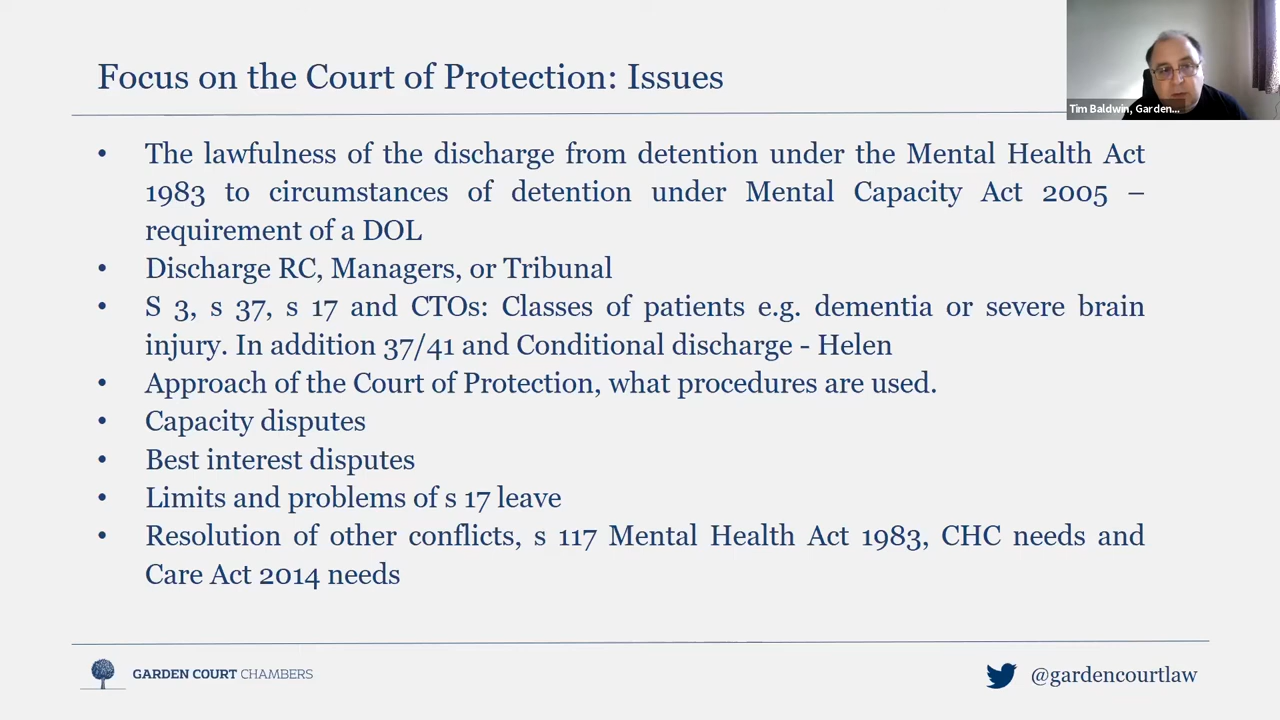 Focus on the Court of Protection: Issues
Tim Baldwin, Garden...
• The lawfulness of the discharge from detention under the Mental Health Act
1983 to circumstances of detention under Mental Capacity Act 2005 –
requirement of a DOL
• Discharge RC, Managers, or Tribunal
• S 3, s 37, s 17 and CTOs: Classes of patients e.g. dementia or severe brain
injury. In addition 37/41 and Conditional discharge - Helen
• Approach of the Court of Protection, what procedures are used.
• Capacity disputes
• Best interest disputes
• Limits and problems of s 17 leave
• Resolution of other conflicts, s 117 Mental Health Act 1983, CHC needs and
Care Act 2014 needs
GARDEN COURT CHAMBERS
@gardencourtlaw